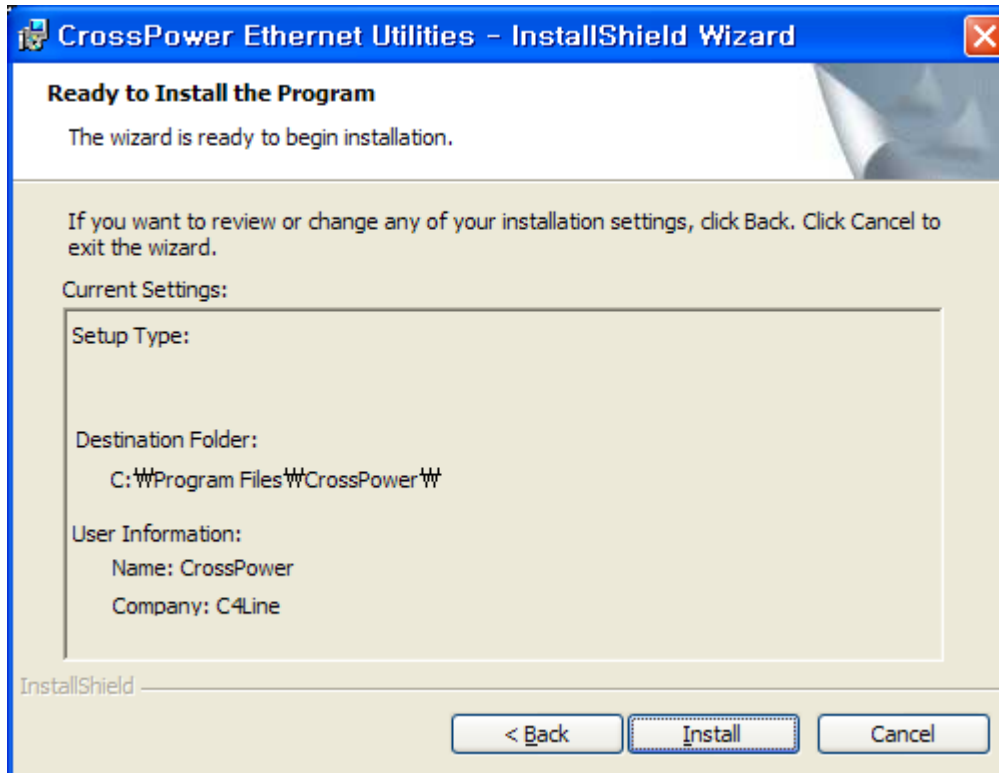 CrossPower Ethernet Utilities - InstallShield Wizard
Ready to Install the Program
The wizard is ready to begin installation.
If you want to review or change any of your installation settings, click Back. Click Cancel to
exit the wizard.
Current Settings:
Setup Type:
Destination Folder:
C:₩Program Files₩CrossPower₩
User Information:
Name: CrossPower
Company: C4Line
InstallShield
< Back
Install
Cancel